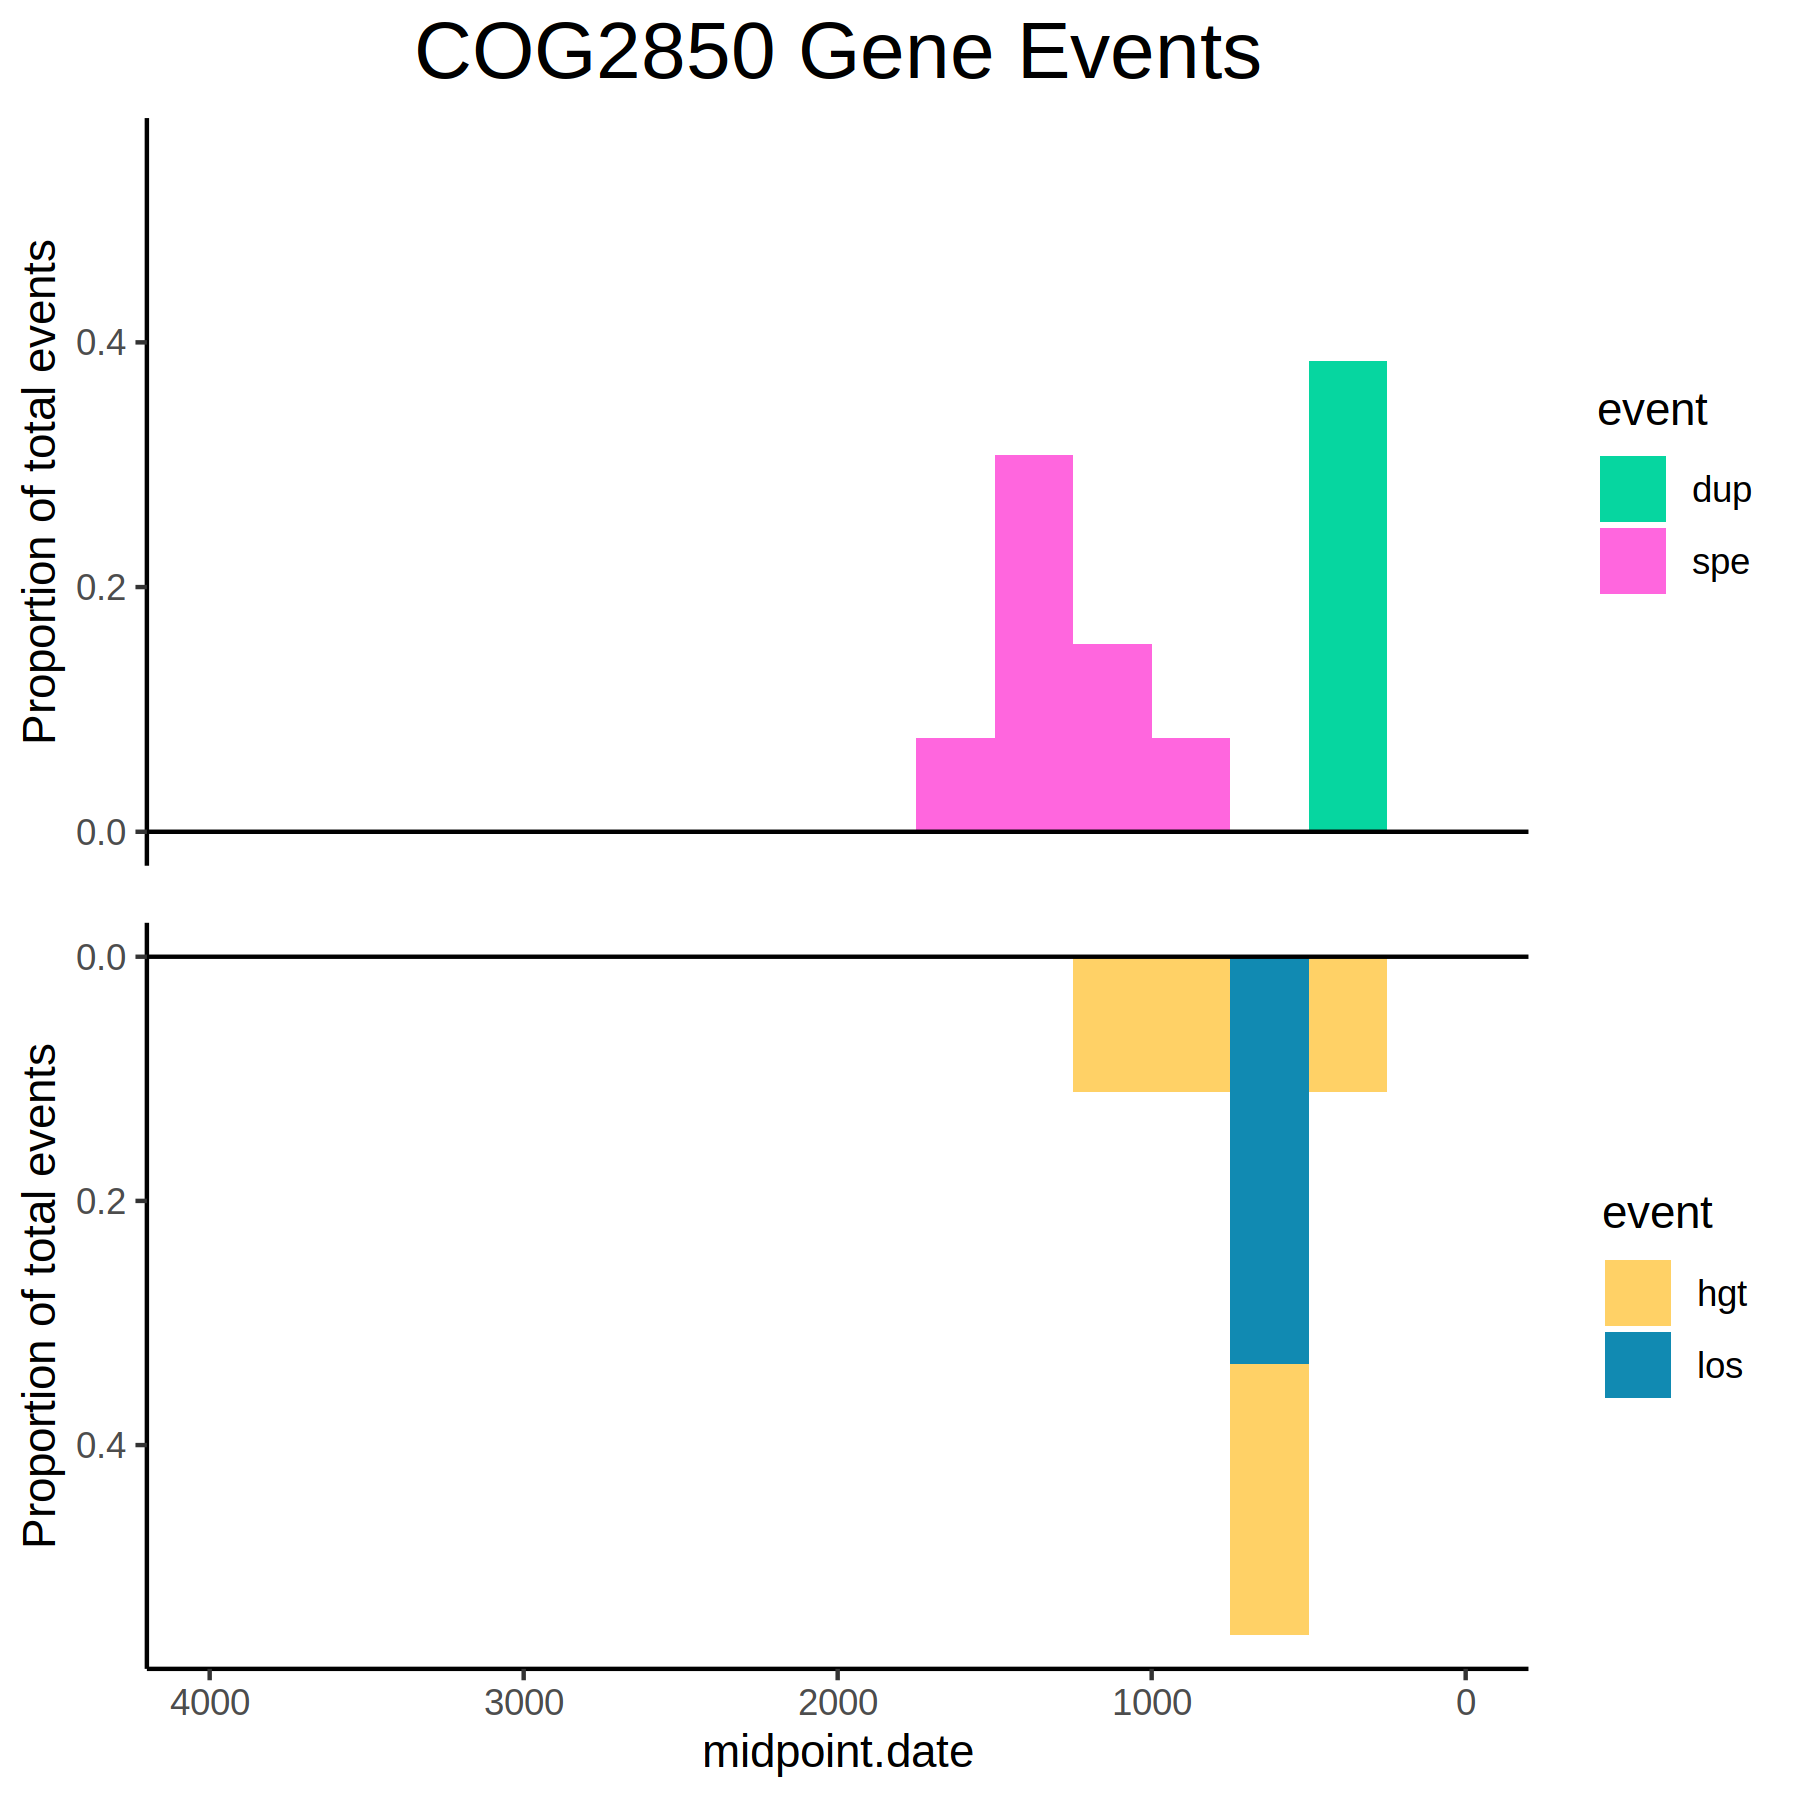 COG2850 Gene Events
Proportion of total events
0.4
0.2
0.0
event
dup
spe
Proportion of total events
0.0
0.2
0.4
event
hgt
los
4000 3000 2000 1000 0
midpoint.date